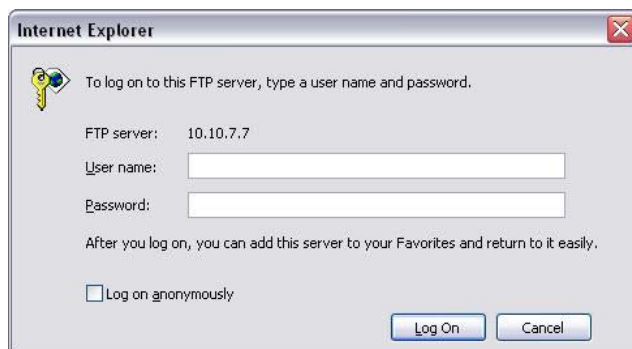 Internet Explorer
To log on to this FTP server, type a user name and password.
FTP server: 10.10.7.7
User name:
Password:
After you log on, you can add this server to your Favorites and return to it easily.
Log on anonymously
Log On Cancel